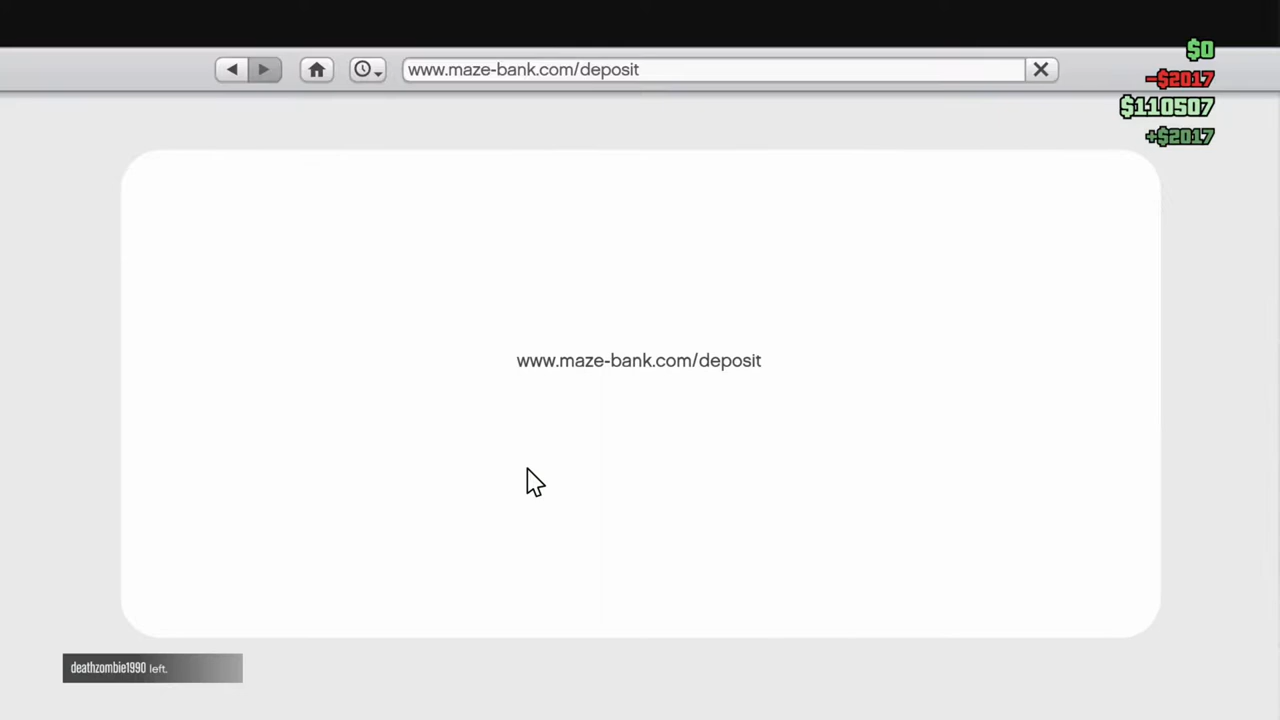 www.maze-bank.com/deposit
$0
-$2017
$110507
+$2017
www.maze-bank.com/deposit
deathzombie1990 left.